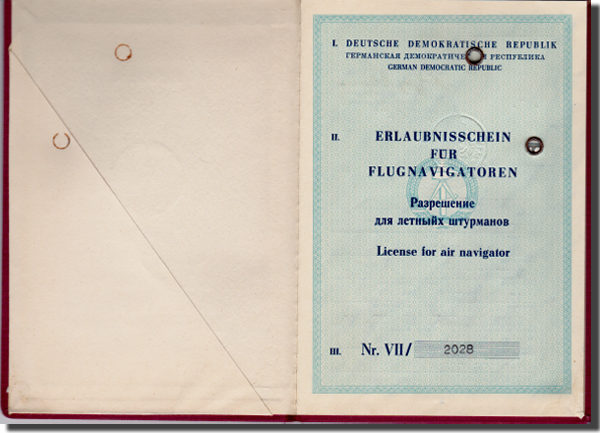 I. DEUTSCHE DEMOKRATISCHE REPUBLIK
ГЕРМАНСКАЯ ДЕМОКРАТИЧЕСКАЯ РЕСПУБЛИКА
GERMAN DEMOCRATIC REPUBLIC
II. ERLAUBNISSCHEIN
FÜR
FLUGNAVIGATOREN
Разрешение
для летныйх штурманов
License for air navigator
III. Nr. VII/ 2028